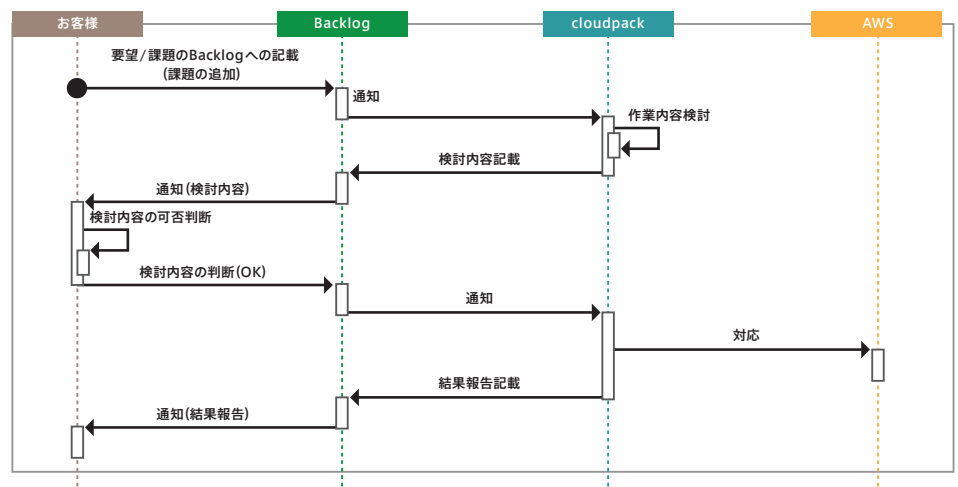 お客様
Backlog
cloudpack
AWS
要望/課題のBacklogへの記載
(課題の追加)
通知
作業内容検討
検討内容記載
通知(検討内容)
検討内容の可否判断
検討内容の判断(OK)
通知
対応
結果報告記載
通知(結果報告)